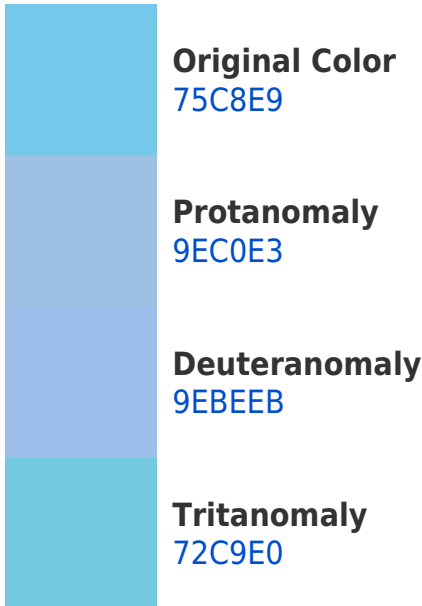 Original Color
75C8E9
Protanomaly
9EC0E3
Deuteranomaly
9EBEEB
Tritanomaly
72C9E0